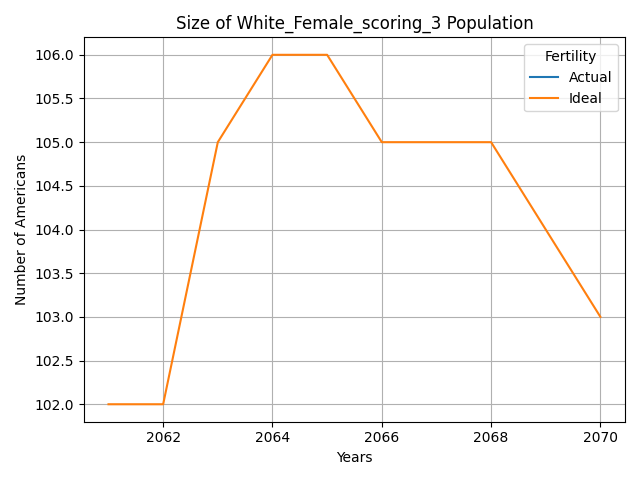 Size of White_Female_scoring_3 Population
Number of Americans
106.0
105.5
105.0
104.5
104.0
103.5
103.0
102.5
102.0
Fertility
Actual
Ideal
2062 2064 2066 2068 2070
Years